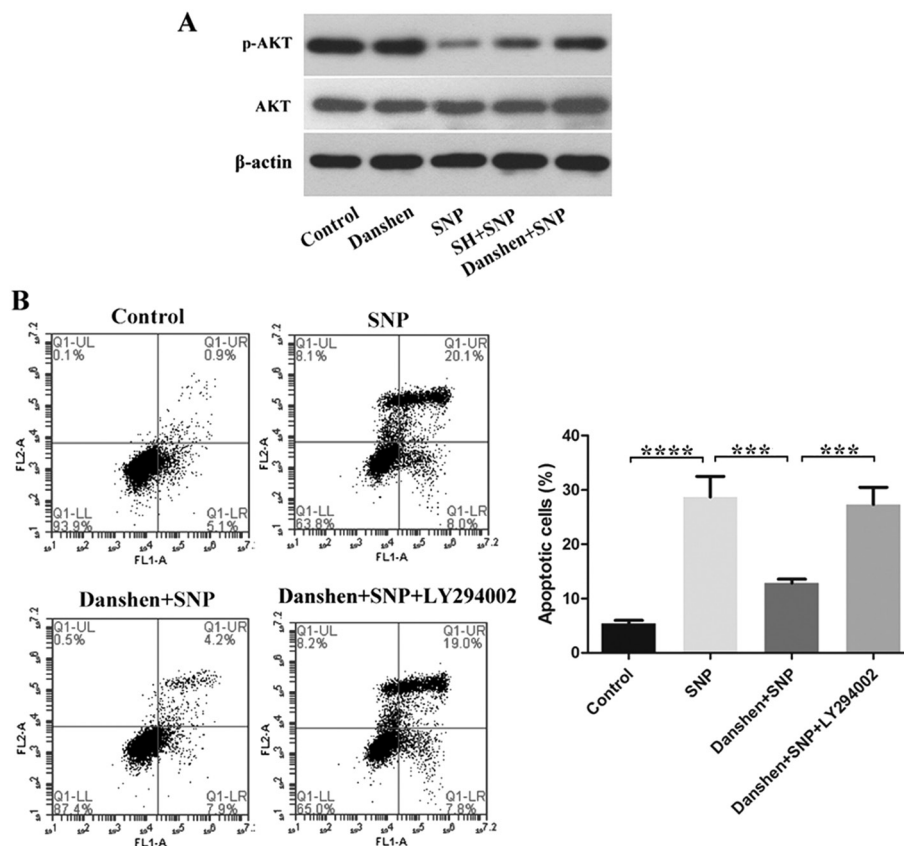 A
p-AKT
AKT
β-actin
Control
Danshen
SNP
SH+SNP
Danshen+SNP
B
Control
Q1-UL
0.1%
Q1-UR
0.9%
Q1-LL
93.9%
Q1-LR
5.1%
FL2-A
FL1-A
SNP
Q1-UL
8.1%
Q1-UR
20.1%
Q1-LL
63.8%
Q1-LR
8.0%
FL2-A
FL1-A
Danshen+SNP
Q1-UL
0.5%
Q1-UR
4.2%
Q1-LL
87.4%
Q1-LR
7.9%
FL2-A
FL1-A
Danshen+SNP+LY294002
Q1-UL
8.2%
Q1-UR
19.0%
Q1-LL
65.0%
Q1-LR
7.8%
FL2-A
FL1-A
Apoptotic cells (%)
40
30
20
10
0
**** *** ***
Control
SNP
Danshen+SNP
Danshen+SNP+LY294002